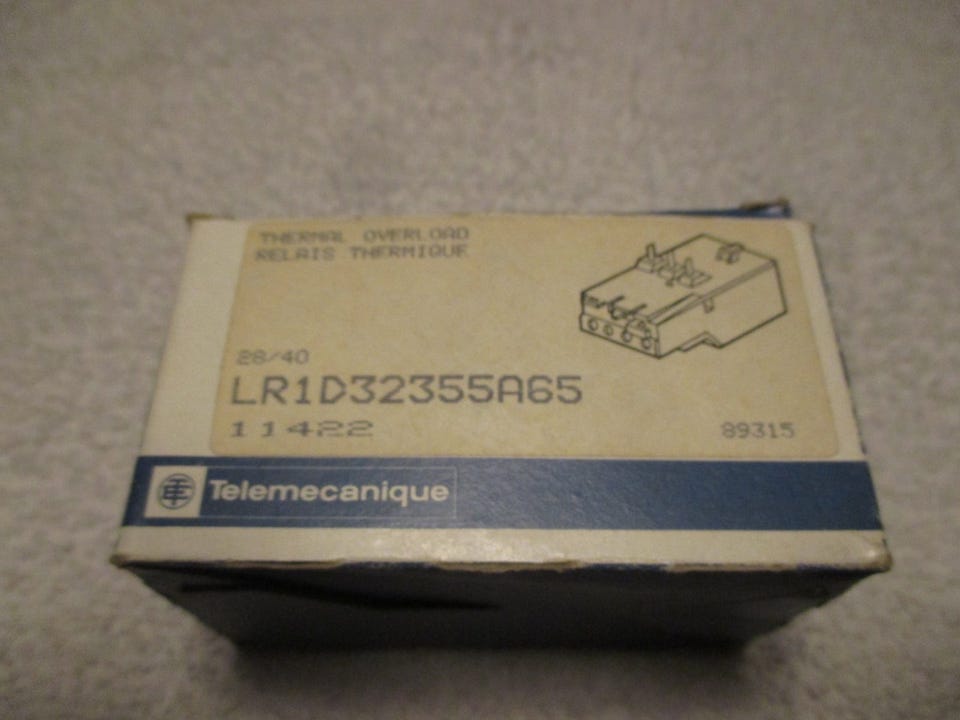 THERMAL OVERLOAD
RELAIS THERMIQUE
28/40
LR1D32355A65
11422
89315
Telemecanique